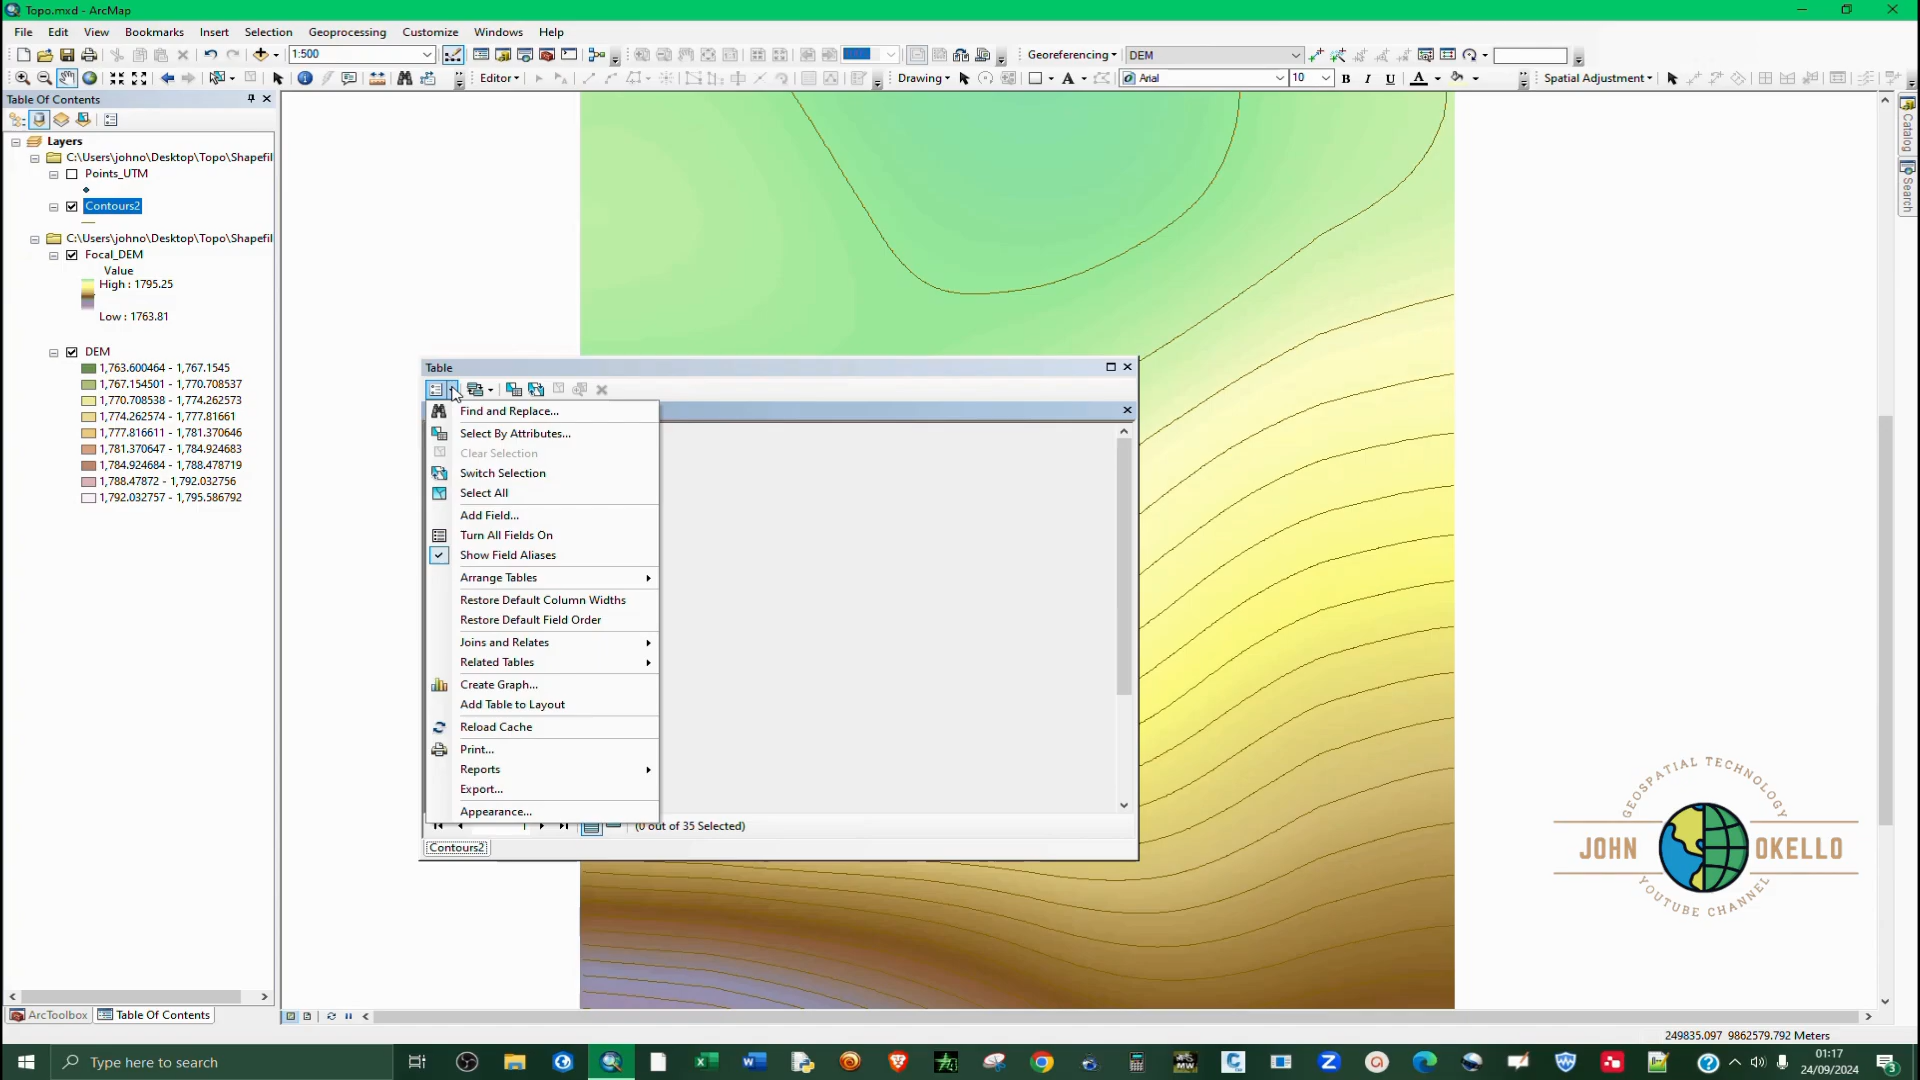 Topo.mxd - ArcMap
File Edit View Bookmarks Insert Selection Geoprocessing Customize Windows Help
1:500 Georeferencing DEM
Editor Drawing Arial 10 B I U A Spatial Adjustment
Table Of Contents
Layers
C:\Users\johno\Desktop\Topo\Shapefil
Points_UTM
Contours2
C:\Users\johno\Desktop\Topo\Shapefil
Focal_DEM
Value
High : 1795.25
Low : 1763.81
DEM
1,763.600464 - 1,767.1545
1,767.154501 - 1,770.708537
1,770.708538 - 1,774.262573
1,774.262574 - 1,777.81661
1,777.816611 - 1,781.370646
1,781.370647 - 1,784.924683
1,784.924684 - 1,788.478719
1,788.47872 - 1,792.032756
1,792.032757 - 1,795.586792
ArcToolbox Table Of Contents
Table
Find and Replace...
Select By Attributes...
Clear Selection
Switch Selection
Select All
Add Field...
Turn All Fields On
Show Field Aliases
Arrange Tables
Restore Default Column Widths
Restore Default Field Order
Joins and Relates
Related Tables
Create Graph...
Add Table to Layout
Reload Cache
Print...
Reports
Export...
Appearance...
(0 out of 35 Selected)
Contours2
Catalog
Search
GEOSPATIAL TECHNOLOGY
JOHN OKELLO
YOUTUBE CHANNEL
249835.097 9862579.792 Meters
Type here to search
01:17
24/09/2024
3